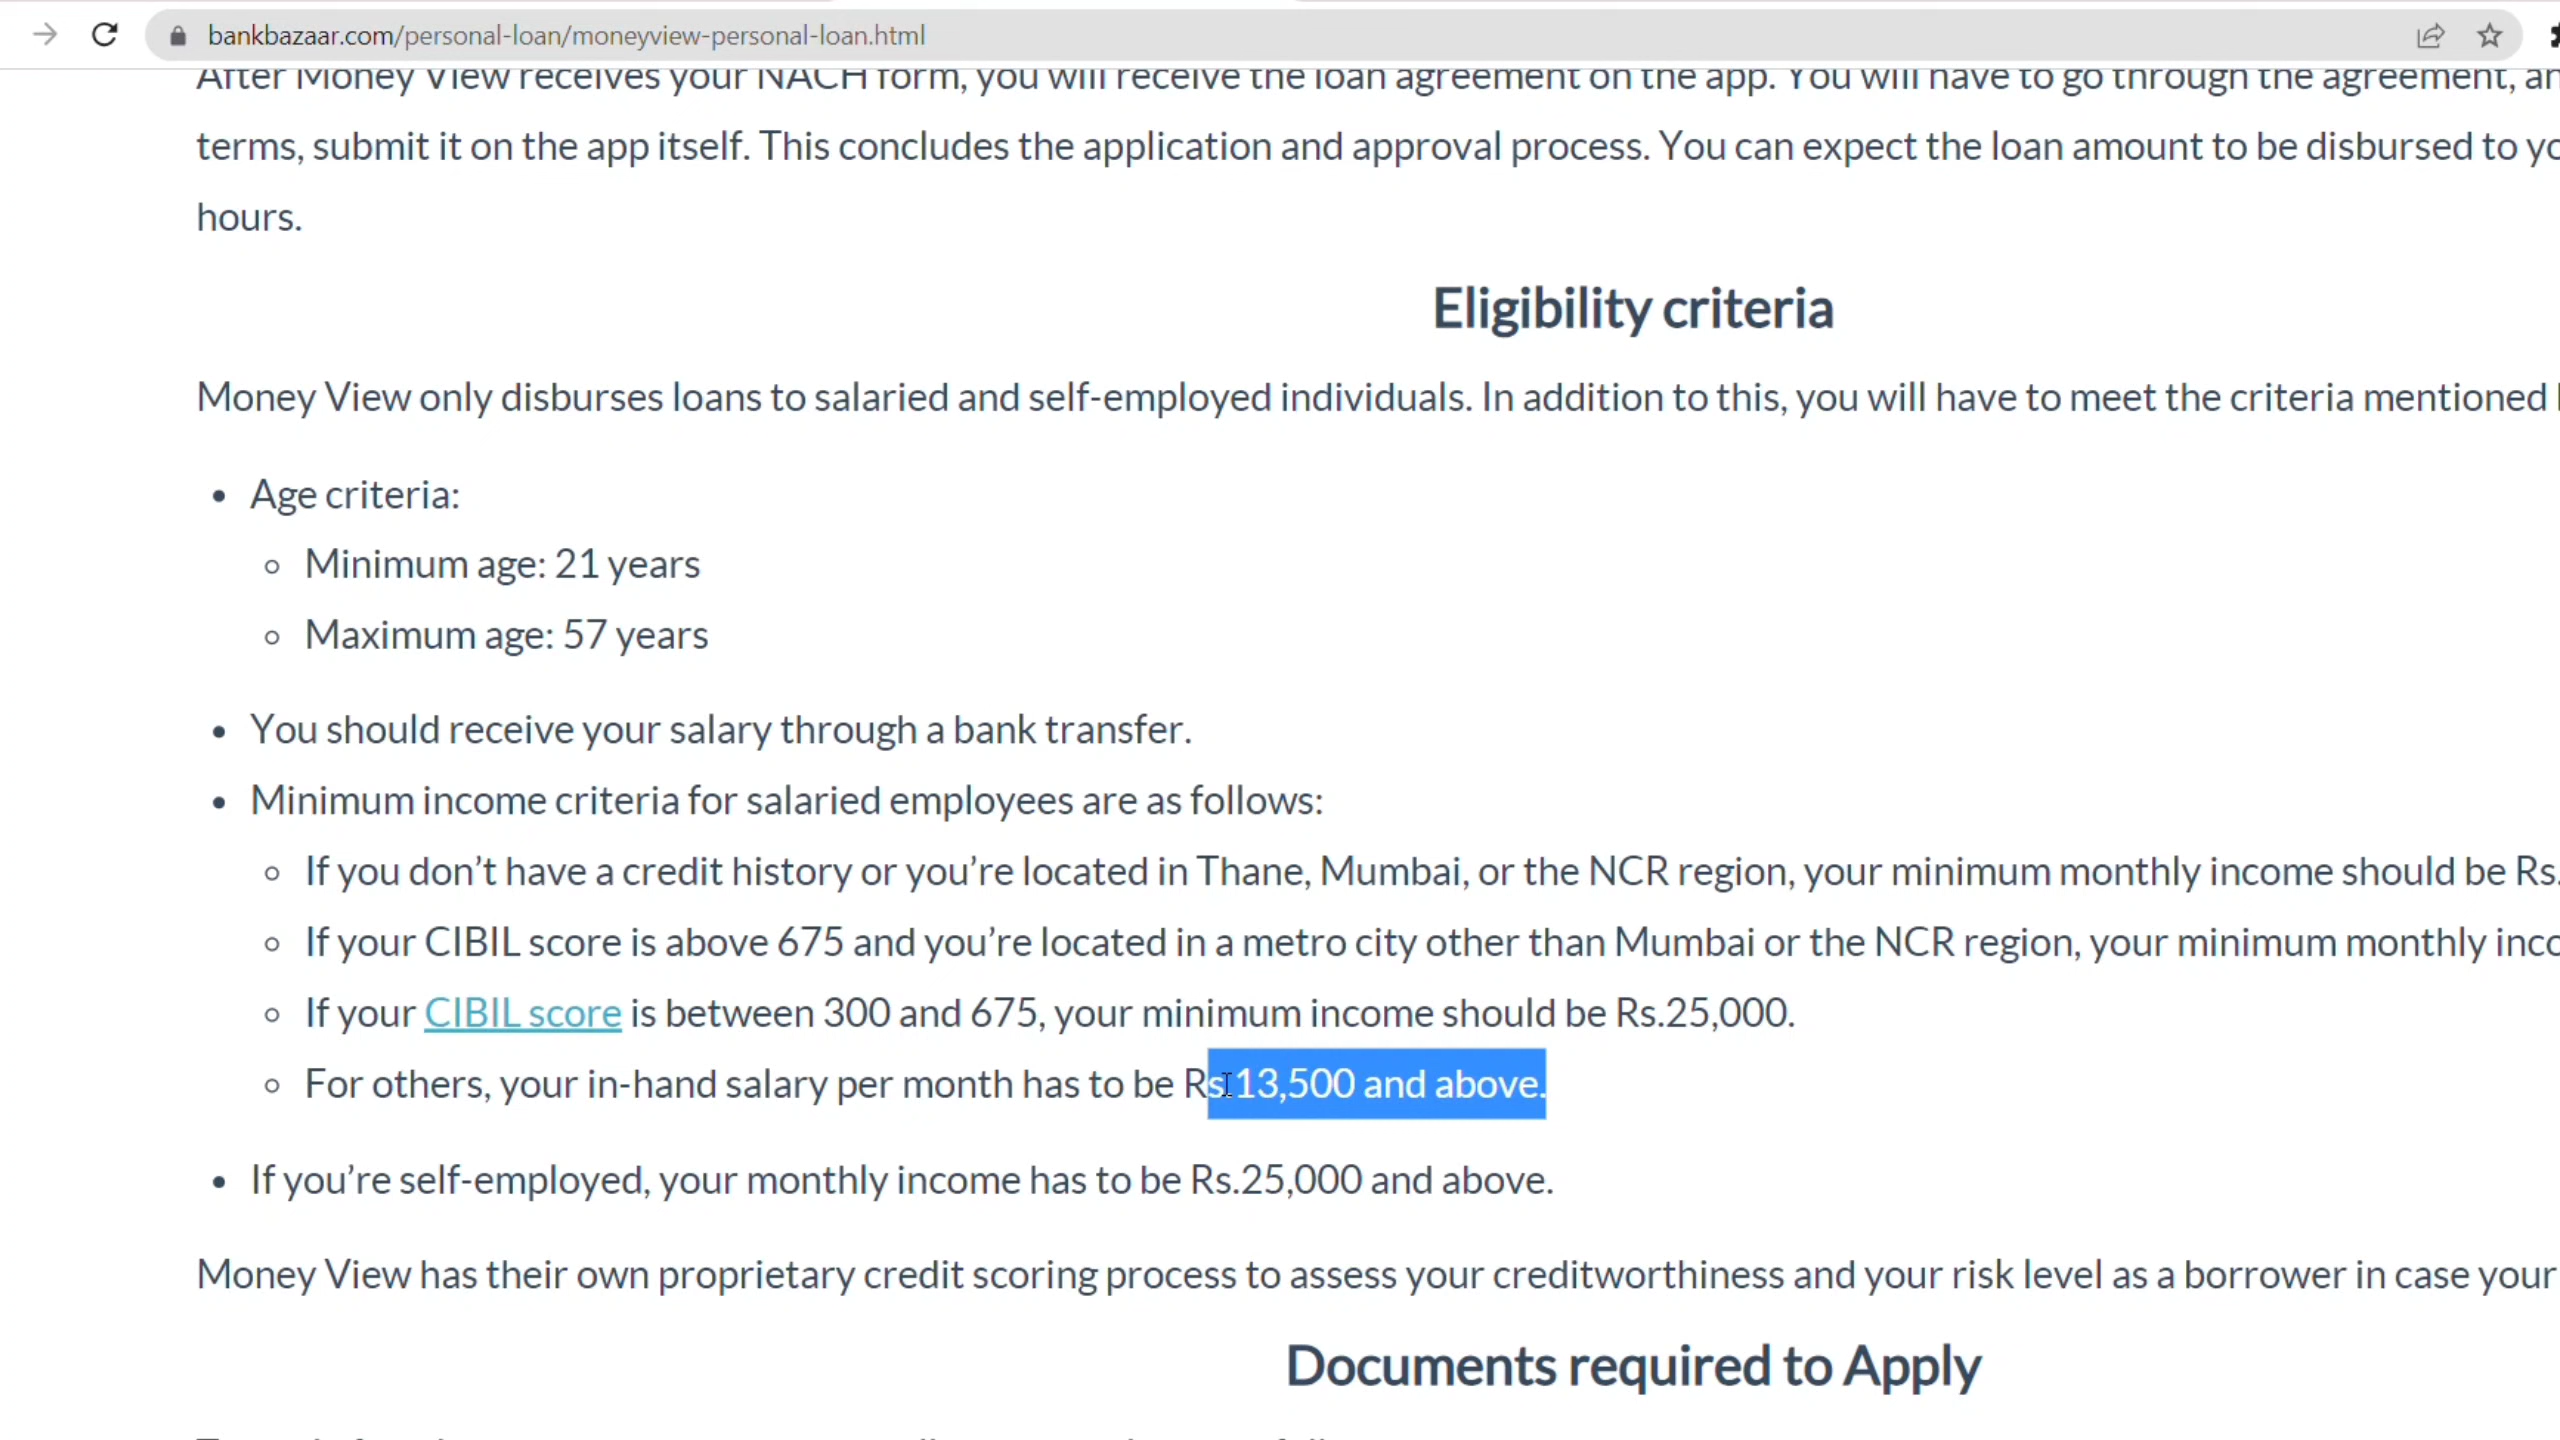 bankbazaar.com/personal-loan/moneyview-personal-loan.html
After Money View receives your NACH form, you will receive the loan agreement on the app. You will have to go through the agreement, an
terms, submit it on the app itself. This concludes the application and approval process. You can expect the loan amount to be disbursed to yo
hours.
Eligibility criteria
Money View only disburses loans to salaried and self-employed individuals. In addition to this, you will have to meet the criteria mentioned
• Age criteria:
◦ Minimum age: 21 years
◦ Maximum age: 57 years
• You should receive your salary through a bank transfer.
• Minimum income criteria for salaried employees are as follows:
◦ If you don’t have a credit history or you’re located in Thane, Mumbai, or the NCR region, your minimum monthly income should be Rs.
◦ If your CIBIL score is above 675 and you’re located in a metro city other than Mumbai or the NCR region, your minimum monthly inco
◦ If your CIBIL score is between 300 and 675, your minimum income should be Rs.25,000.
◦ For others, your in-hand salary per month has to be Rs.13,500 and above.
• If you’re self-employed, your monthly income has to be Rs.25,000 and above.
Money View has their own proprietary credit scoring process to assess your creditworthiness and your risk level as a borrower in case your
Documents required to Apply